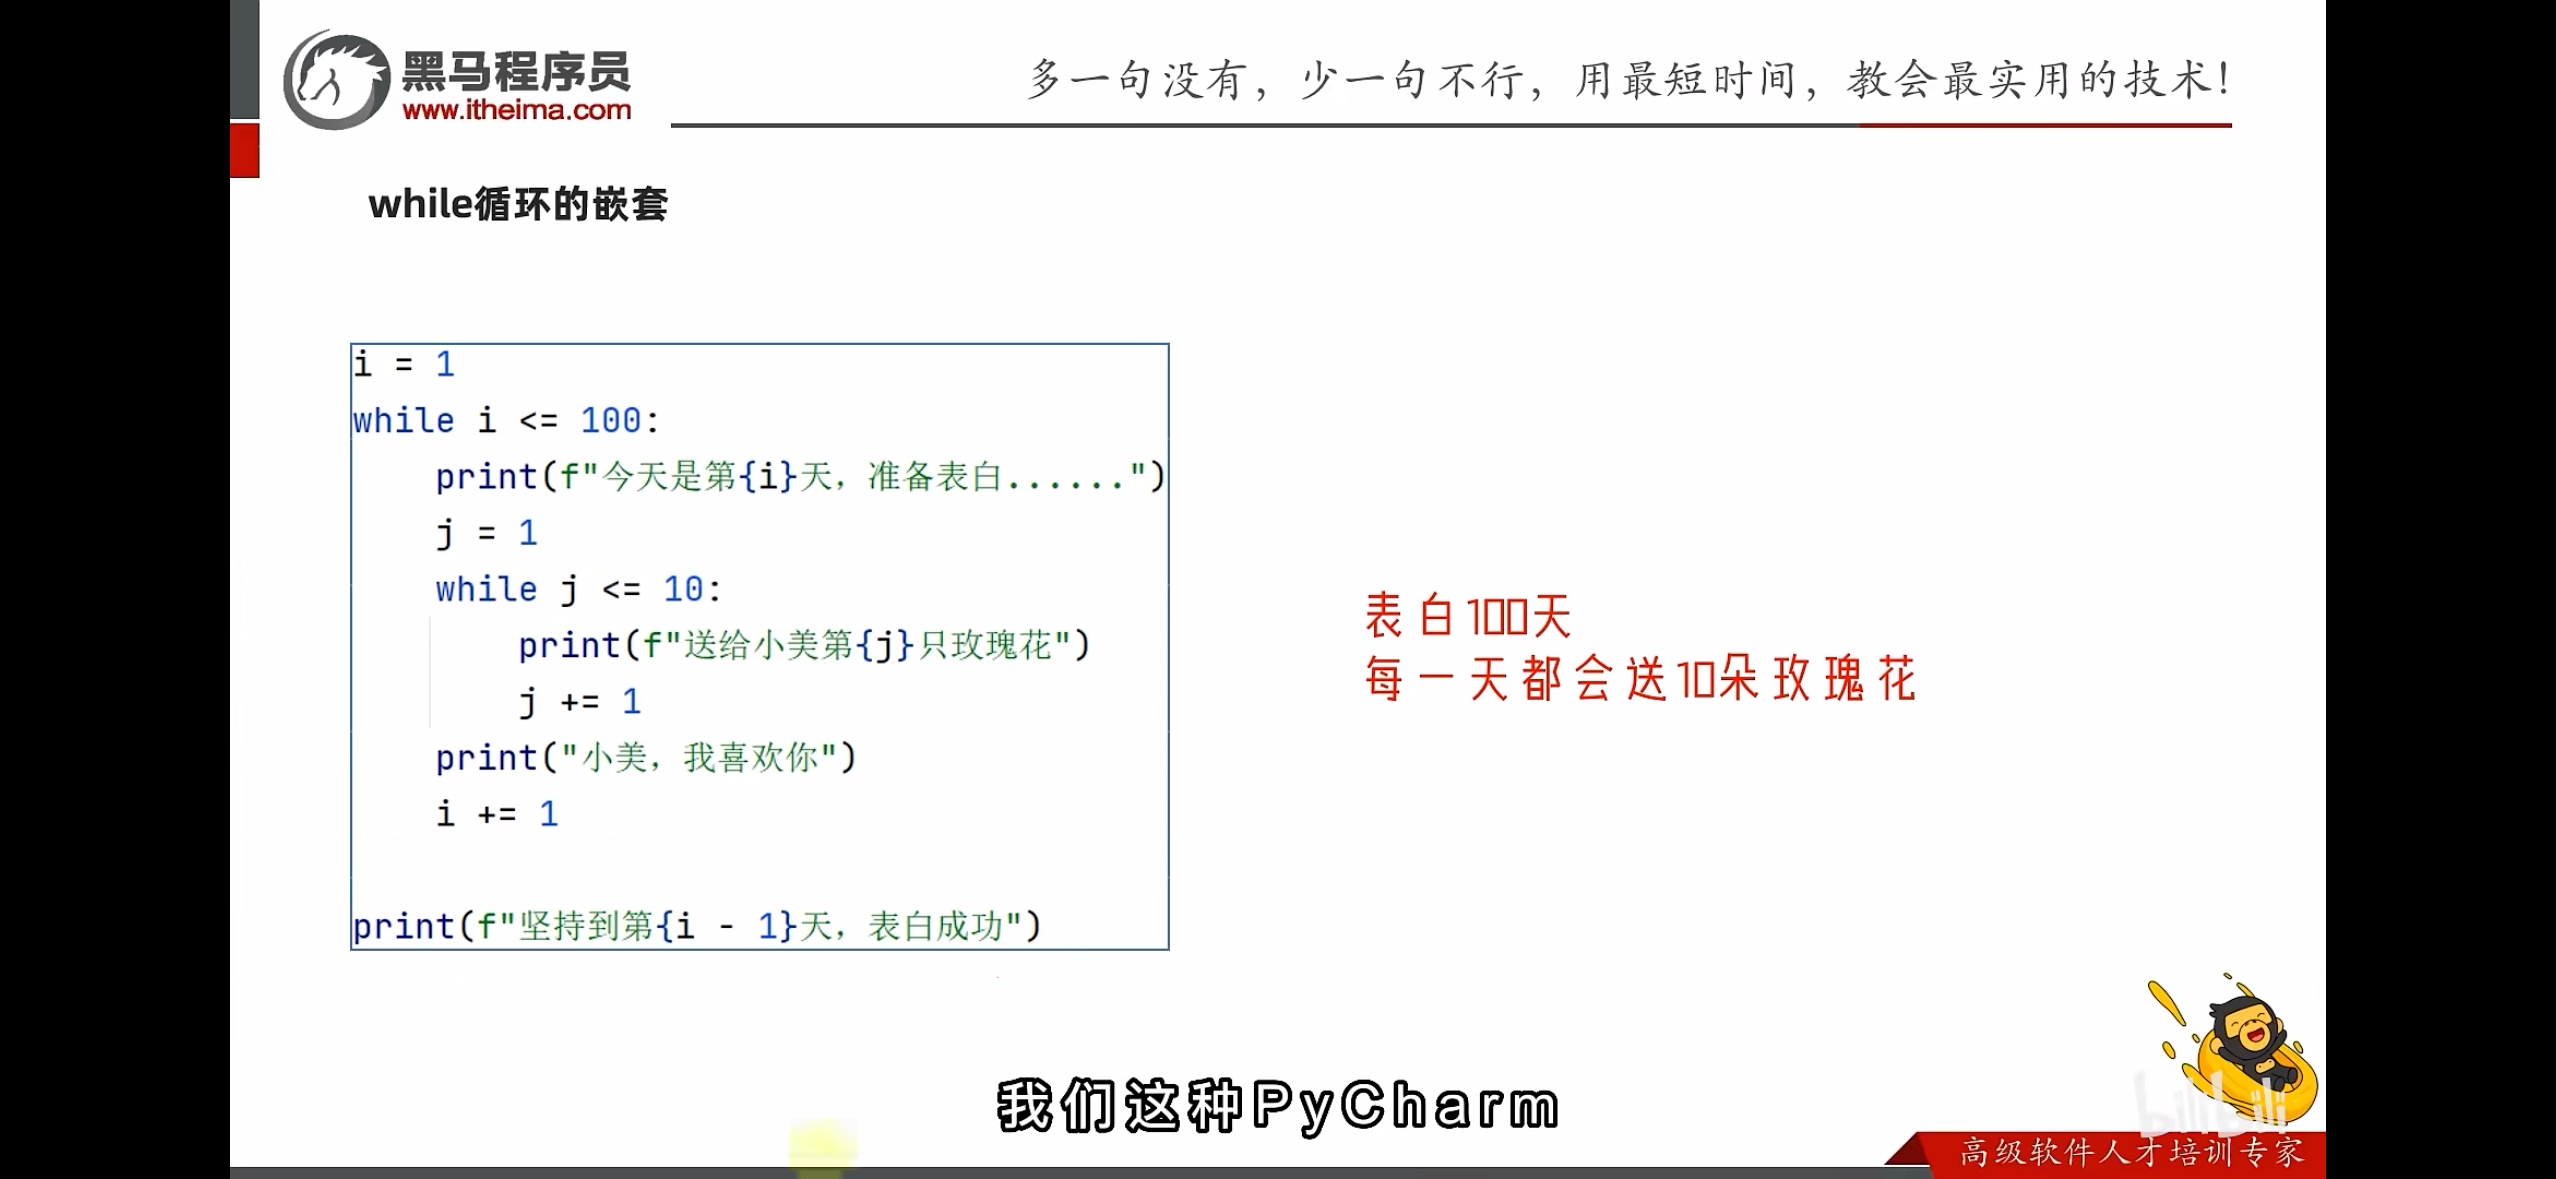 黑马程序员
www.itheima.com
多一句没有，少一句不行，用最短时间，教会最实用的技术！
while循环的嵌套
i = 1
while i <= 100:
    print(f"今天是第{i}天，准备表白......")
    j = 1
    while j <= 10:
        print(f"送给小美第{j}只玫瑰花")
        j += 1
    print("小美，我喜欢你")
    i += 1
print(f"坚持到第{i - 1}天，表白成功")
表白100天
每一天都会送10朵玫瑰花
我们这种PyCharm
bilibili
高级软件人才培训专家